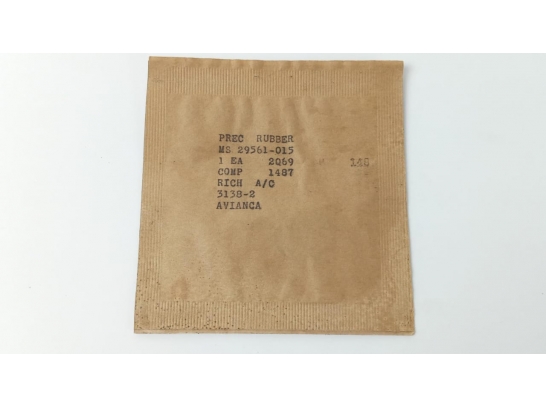 PREC RUBBER
MS 29561-015
1 EA 2Q69 148
COMP 1487
RICH A/C
3138-2
AVIANCA